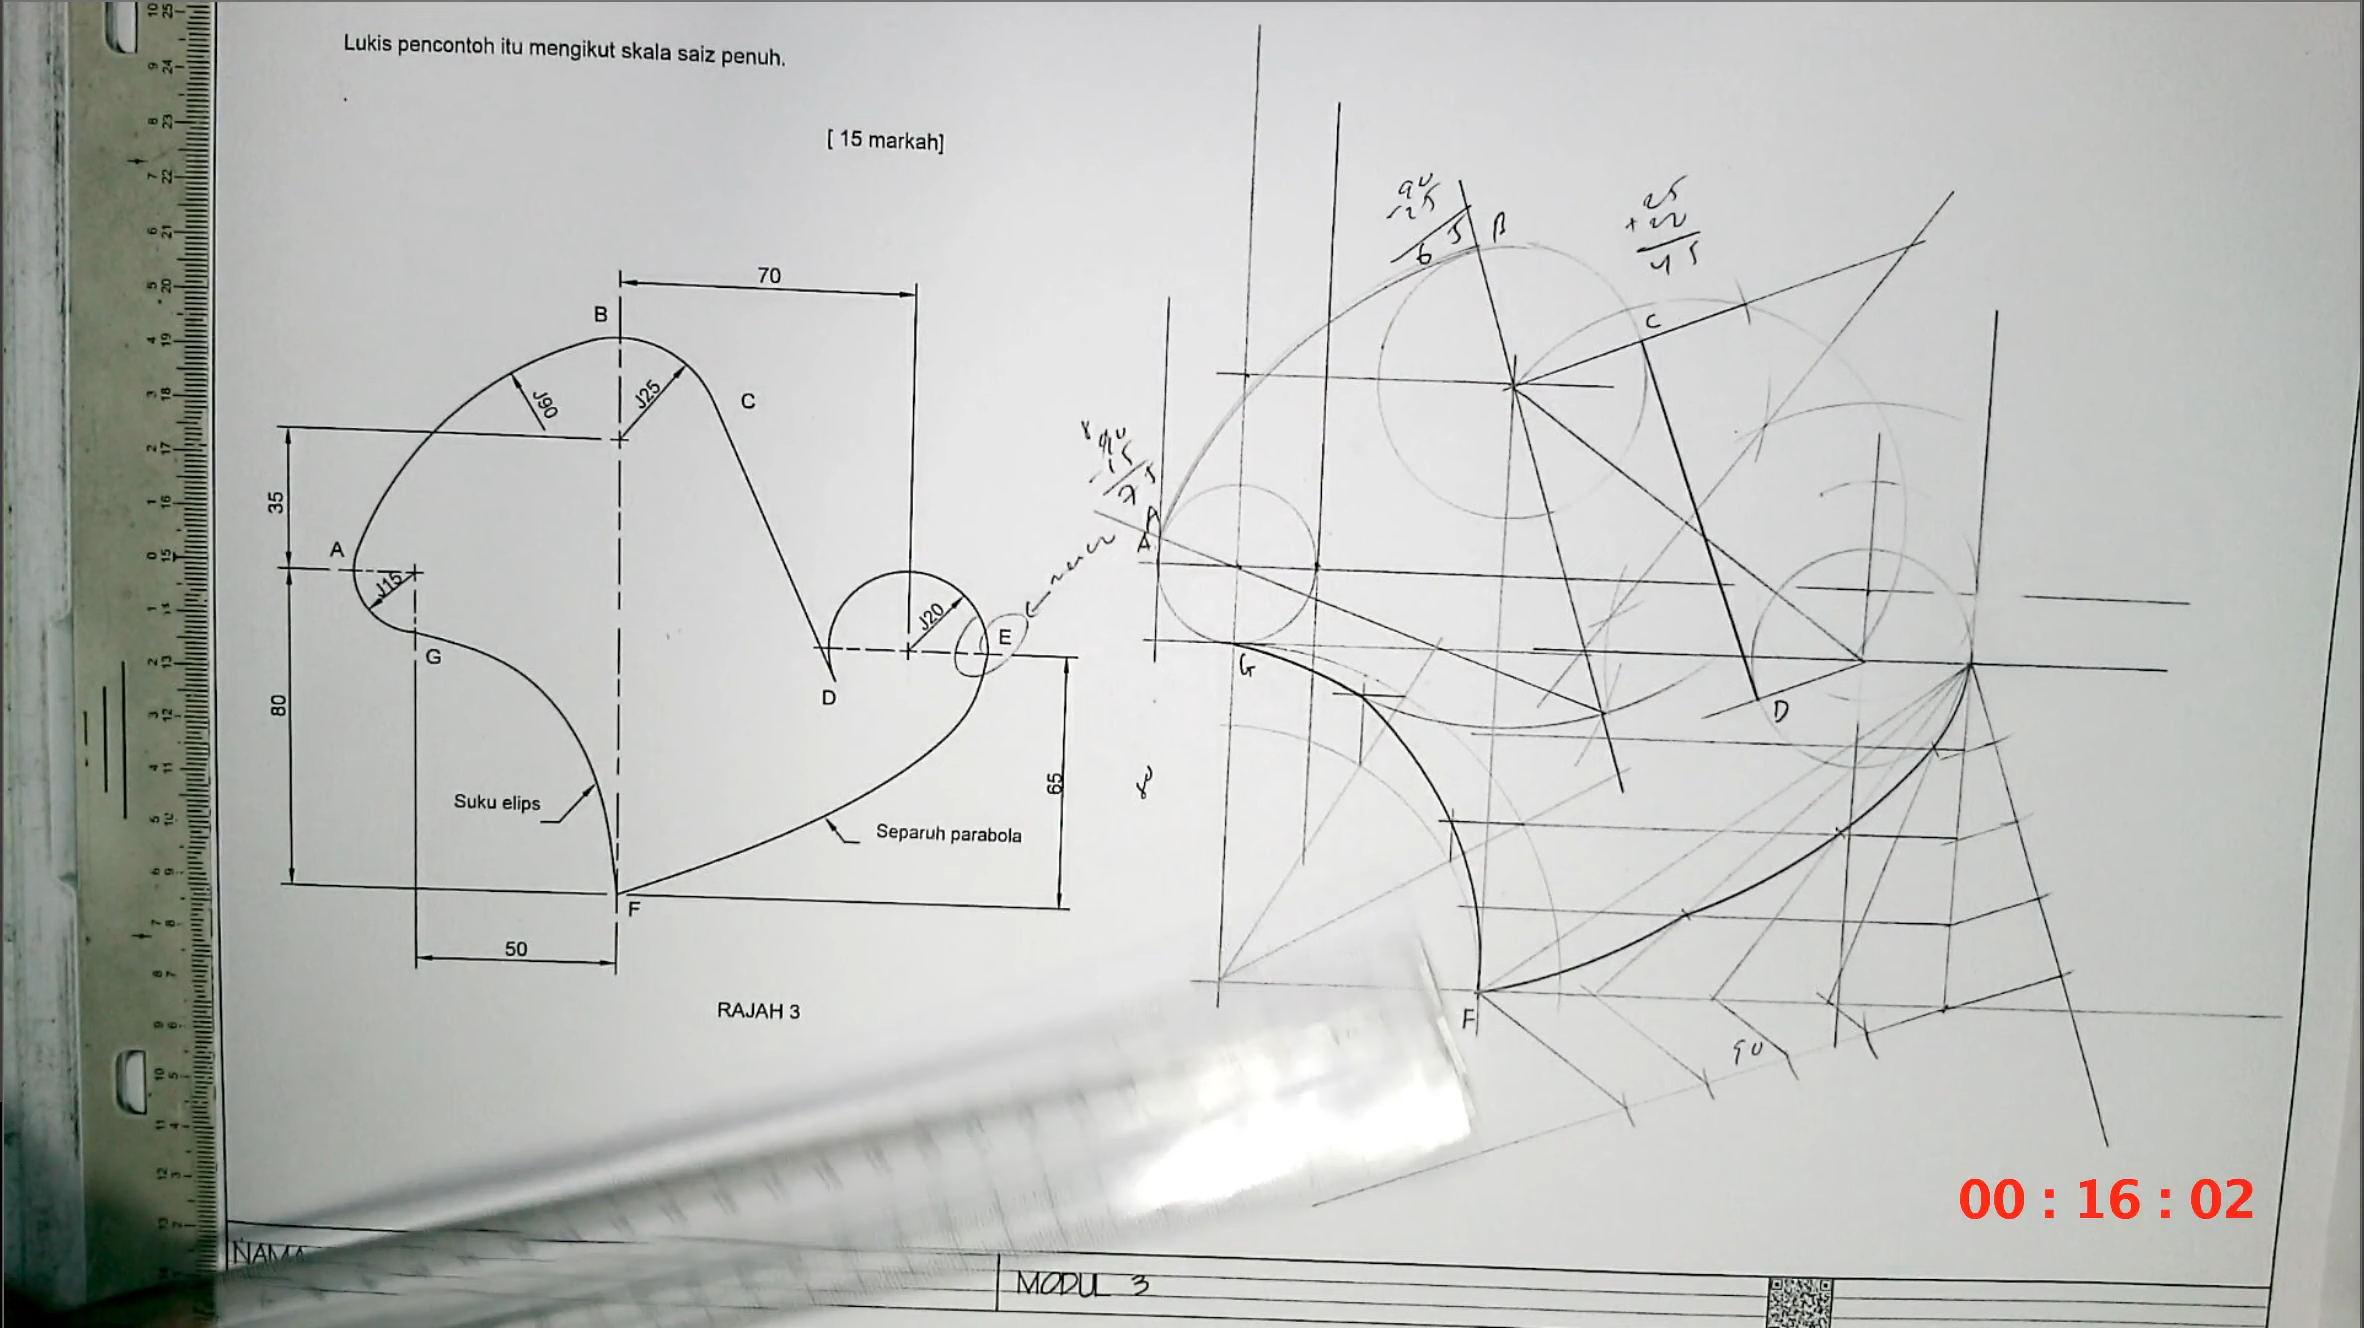 Lukis pencontoh itu mengikut skala saiz penuh.
[ 15 markah]
70
B
J90
J25
C
35
A
J15
G
J20
E
D
80
65
Suku elips
Separuh parabola
F
50
RAJAH 3
90
-25
65
B
25
+20
45
C
90
-15
75
A
A
G
D
F
90
00 : 16 : 02
NAMA
MODUL 3